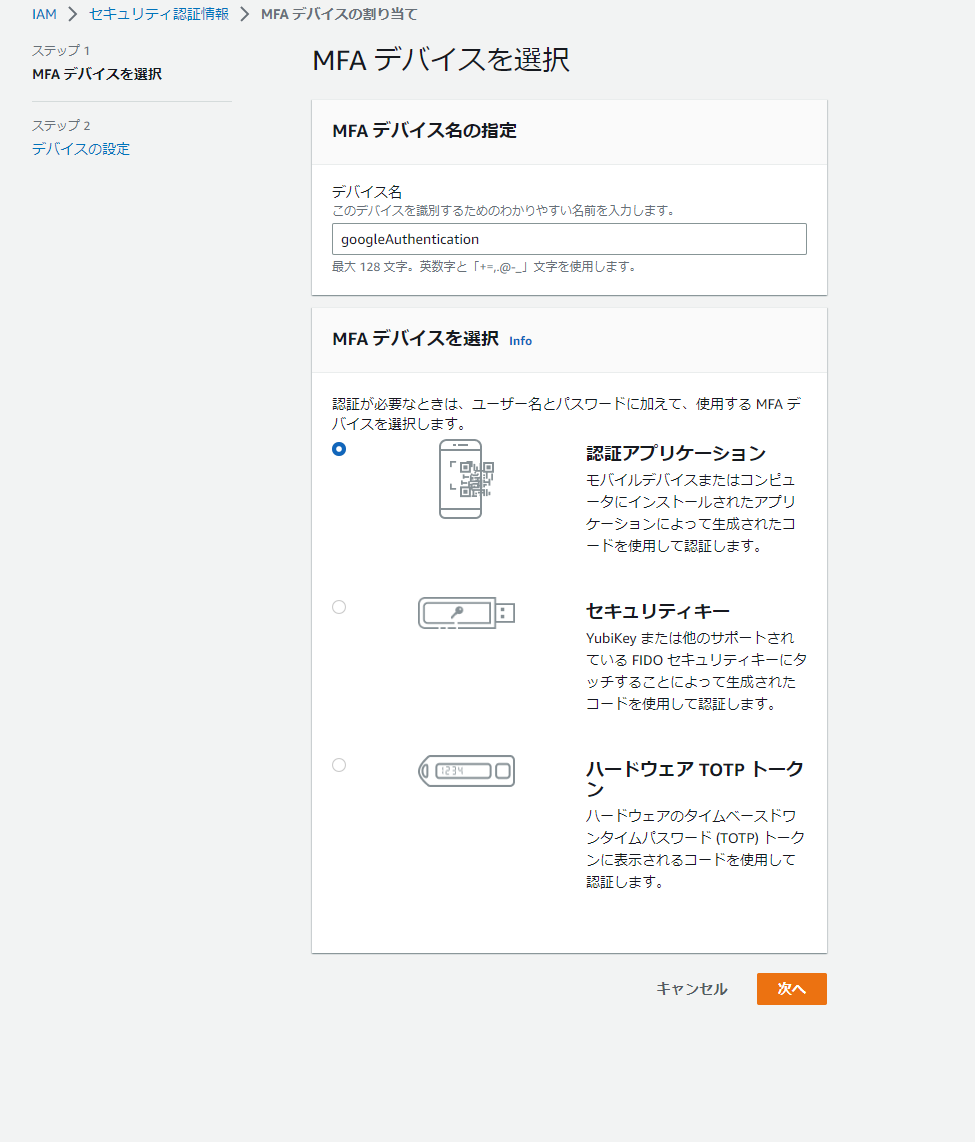 IAM > セキュリティ認証情報 > MFA デバイスの割り当て
ステップ 1
MFA デバイスを選択
ステップ 2
デバイスの設定
MFA デバイスを選択
MFA デバイス名の指定
デバイス名
このデバイスを識別するためのわかりやすい名前を入力します。
googleAuthentication
最大 128 文字。英数字と「+=,.@-_」文字を使用します。
MFA デバイスを選択 Info
認証が必要なときは、ユーザー名とパスワードに加えて、使用する MFA デ
バイスを選択します。
認証アプリケーション
モバイルデバイスまたはコンピュ
ータにインストールされたアプリ
ケーションによって生成されたコ
ードを使用して認証します。
セキュリティキー
YubiKey または他のサポートされ
ている FIDO セキュリティキーにタ
ッチすることによって生成された
コードを使用して認証します。
1234
ハードウェア TOTP トーク
ン
ハードウェアのタイムベースドワ
ンタイムパスワード (TOTP) トーク
ンに表示されるコードを使用して
認証します。
キャンセル
次へ